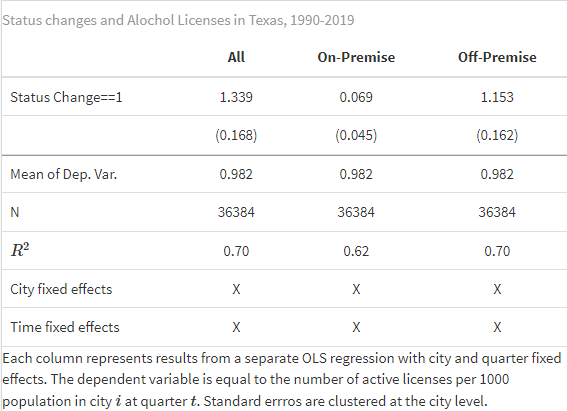 Status changes and Alochol Licenses in Texas, 1990-2019
All On-Premise Off-Premise
Status Change==1 1.339 0.069 1.153
(0.168) (0.045) (0.162)
Mean of Dep. Var. 0.982 0.982 0.982
N 36384 36384 36384
R² 0.70 0.62 0.70
City fixed effects X X X
Time fixed effects X X X
Each column represents results from a separate OLS regression with city and quarter fixed
effects. The dependent variable is equal to the number of active licenses per 1000
population in city i at quarter t. Standard errros are clustered at the city level.